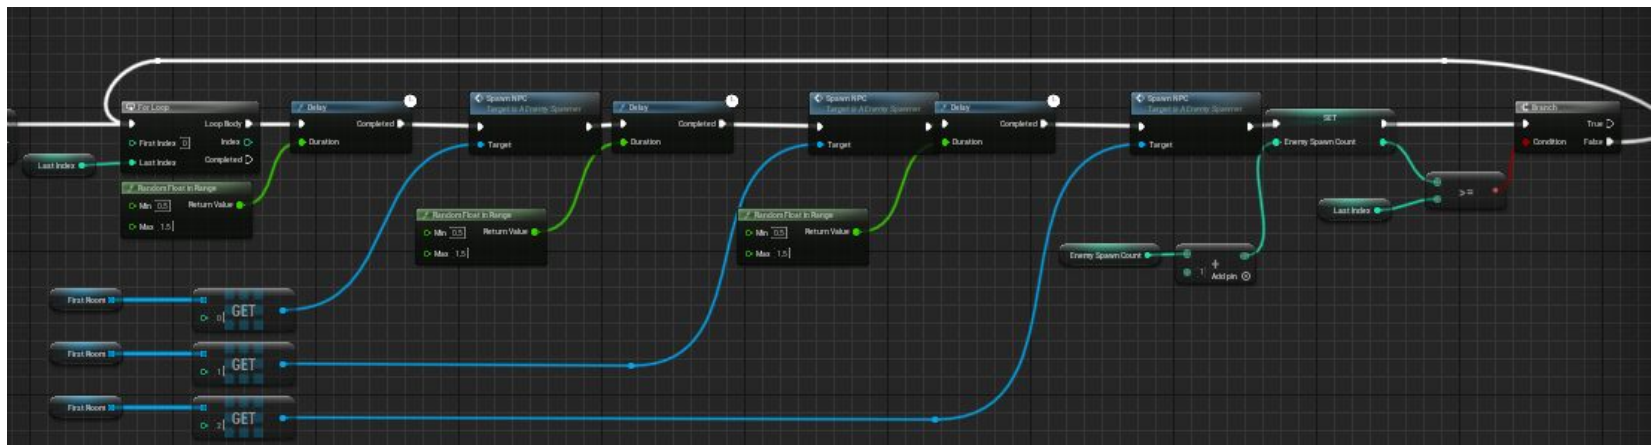 For Loop
Loop Body
First Index 0
Index
Last Index
Last Index
Completed
Random Float in Range
Min 0.5
Return Value
Max 1.5
Delay
Completed
Duration
Spawn NPC
Target is A Enemy Spawner
Target
Random Float in Range
Min 0.5
Return Value
Max 1.5
Delay
Completed
Duration
Spawn NPC
Target is A Enemy Spawner
Target
Random Float in Range
Min 0.5
Return Value
Max 1.5
Delay
Completed
Duration
Spawn NPC
Target is A Enemy Spawner
Target
SET
Enemy Spawn Count
Branch
True
Condition
False
>=
Last Index
Enemy Spawn Count
+
1
Add pin
First Room
0
GET
First Room
1
GET
First Room
2
GET